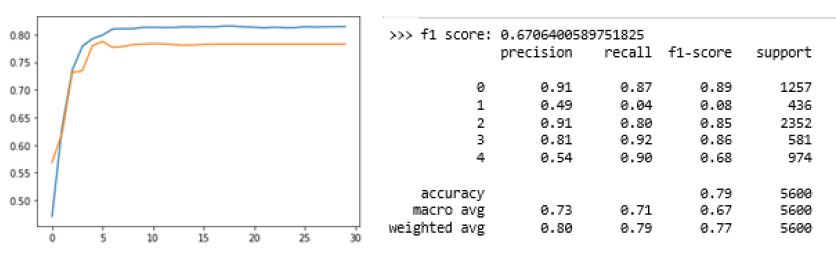 0.80
0.75
0.70
0.65
0.60
0.55
0.50
0 5 10 15 20 25 30
>>> f1 score: 0.6706400589751825
precision recall f1-score support
0 0.91 0.87 0.89 1257
1 0.49 0.04 0.08 436
2 0.91 0.80 0.85 2352
3 0.81 0.92 0.86 581
4 0.54 0.90 0.68 974
accuracy 0.79 5600
macro avg 0.73 0.71 0.67 5600
weighted avg 0.80 0.79 0.77 5600